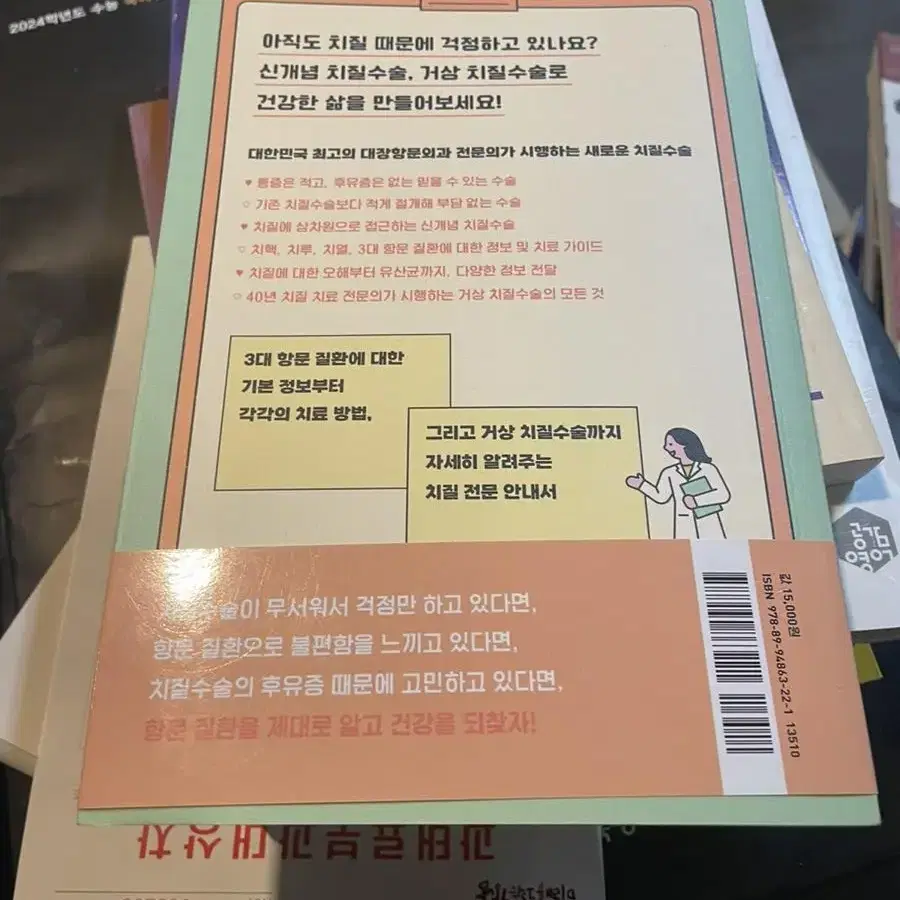 2024학년도 수능
아직도 치질 때문에 걱정하고 있나요?
신개념 치질수술, 거상 치질수술로
건강한 삶을 만들어보세요!
대한민국 최고의 대장항문외과 전문의가 시행하는 새로운 치질수술
♥ 통증은 적고, 후유증은 없는 믿을 수 있는 수술
♡ 기존 치질수술보다 적게 절개해 부담 없는 수술
♥ 치질에 삼차원으로 접근하는 신개념 치질수술
♡ 치핵, 치루, 치열, 3대 항문 질환에 대한 정보 및 치료 가이드
♥ 치질에 대한 오해부터 유산균까지, 다양한 정보 전달
♡ 40년 치질 치료 전문의가 시행하는 거상 치질수술의 모든 것
3대 항문 질환에 대한
기본 정보부터
각각의 치료 방법,
그리고 거상 치질수술까지
자세히 알려주는
치질 전문 안내서
수술이 무서워서 걱정만 하고 있다면,
항문 질환으로 불편함을 느끼고 있다면,
치질수술의 후유증 때문에 고민하고 있다면,
항문 질환을 제대로 알고 건강을 되찾자!
값 15,000원
ISBN 978-89-94863-22-1 13510
과태료부과대상차